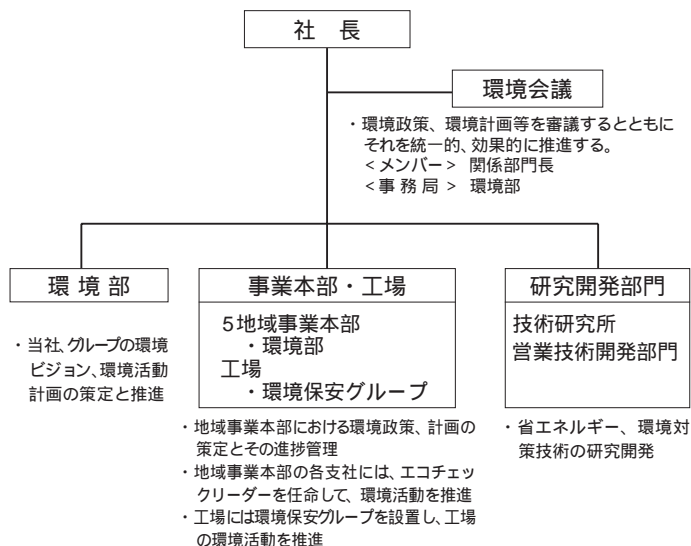 社　長
環境会議
・環境政策、環境計画等を審議するとともに
それを統一的、効果的に推進する。
＜メンバー＞ 関係部門長
＜事 務 局＞ 環境部
環 境 部
・当社、グループの環境
ビジョン、環境活動
計画の策定と推進
事業本部・工場
5地域事業本部
・環境部
工場
・環境保安グループ
・地域事業本部における環境政策、計画の
策定とその進捗管理
・地域事業本部の各支社には、エコチェッ
クリーダーを任命して、環境活動を推進
・工場には環境保安グループを設置し、工場
の環境活動を推進
研究開発部門
技術研究所
営業技術開発部門
・省エネルギー、環境対
策技術の研究開発